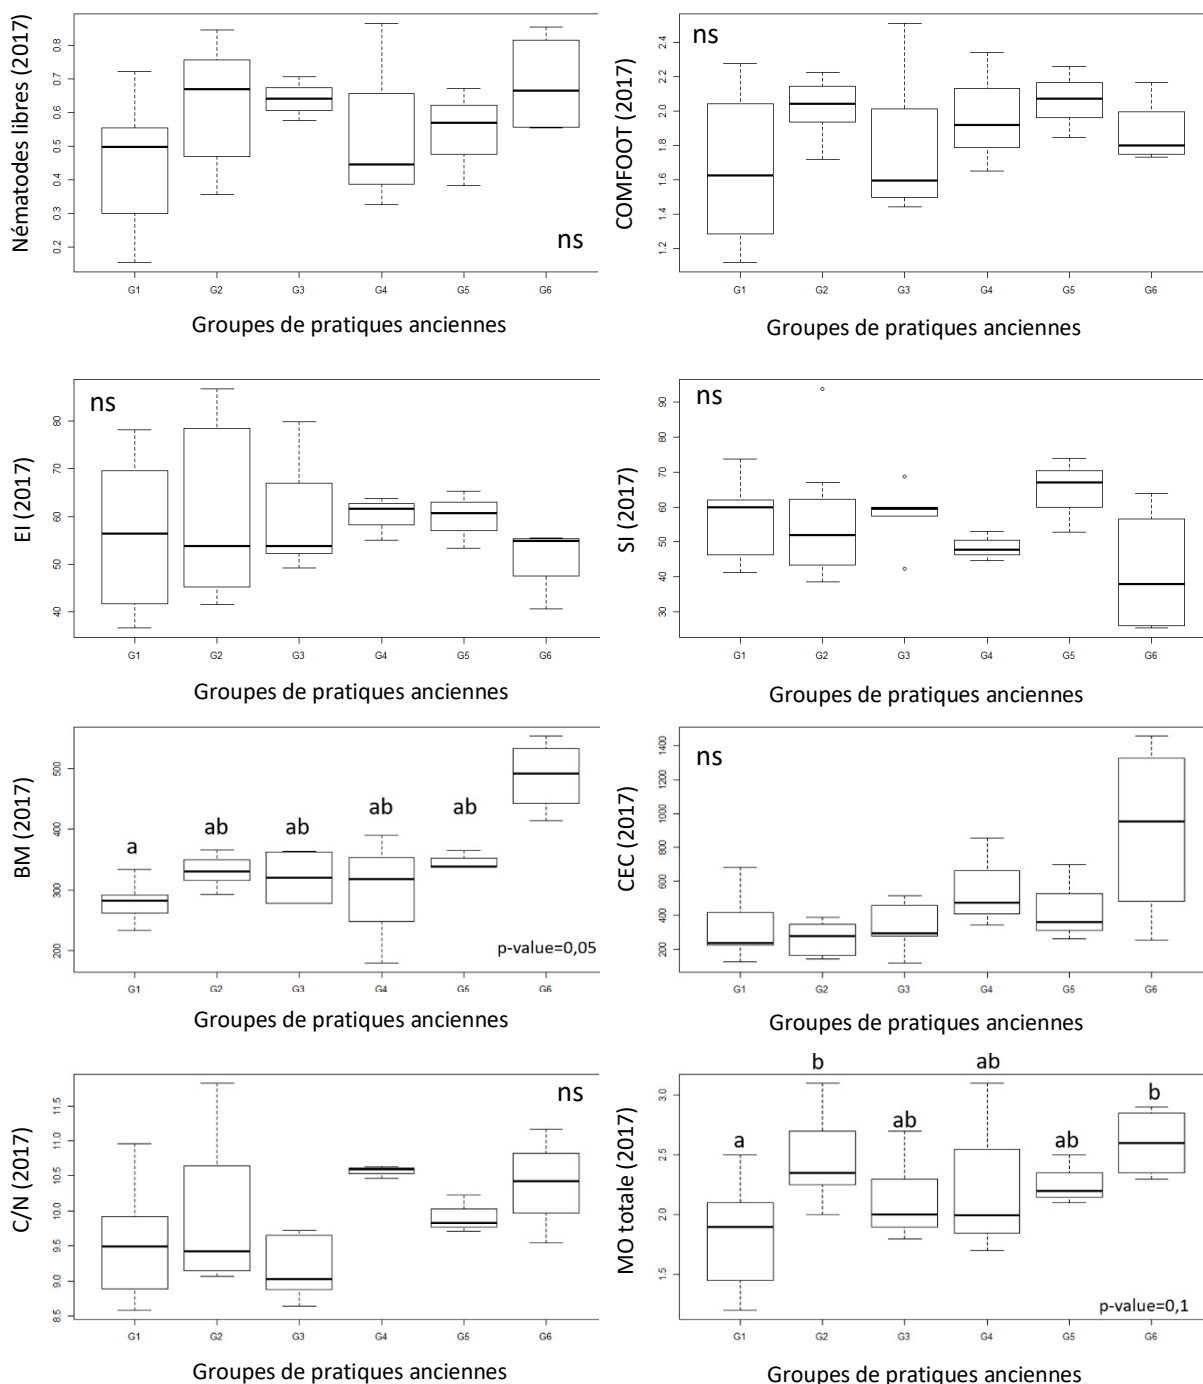 Nématodes libres (2017)
0.8
0.7
0.6
0.5
0.4
0.3
0.2
ns
G1 G2 G3 G4 G5 G6
Groupes de pratiques anciennes
COMFOOT (2017)
ns
2.4
2.2
2.0
1.8
1.6
1.4
1.2
G1 G2 G3 G4 G5 G6
Groupes de pratiques anciennes
EI (2017)
ns
80
70
60
50
40
G1 G2 G3 G4 G5 G6
Groupes de pratiques anciennes
SI (2017)
ns
90
80
70
60
50
40
30
G1 G2 G3 G4 G5 G6
Groupes de pratiques anciennes
BM (2017)
500
400
300
200
a ab ab ab ab
p-value=0,05
G1 G2 G3 G4 G5 G6
Groupes de pratiques anciennes
CEC (2017)
ns
1400
1200
1000
800
600
400
200
G1 G2 G3 G4 G5 G6
Groupes de pratiques anciennes
C/N (2017)
ns
11.5
11.0
10.5
10.0
9.5
9.0
8.5
G1 G2 G3 G4 G5 G6
Groupes de pratiques anciennes
MO totale (2017)
3.0
2.5
2.0
1.5
a b ab ab ab b
p-value=0,1
G1 G2 G3 G4 G5 G6
Groupes de pratiques anciennes